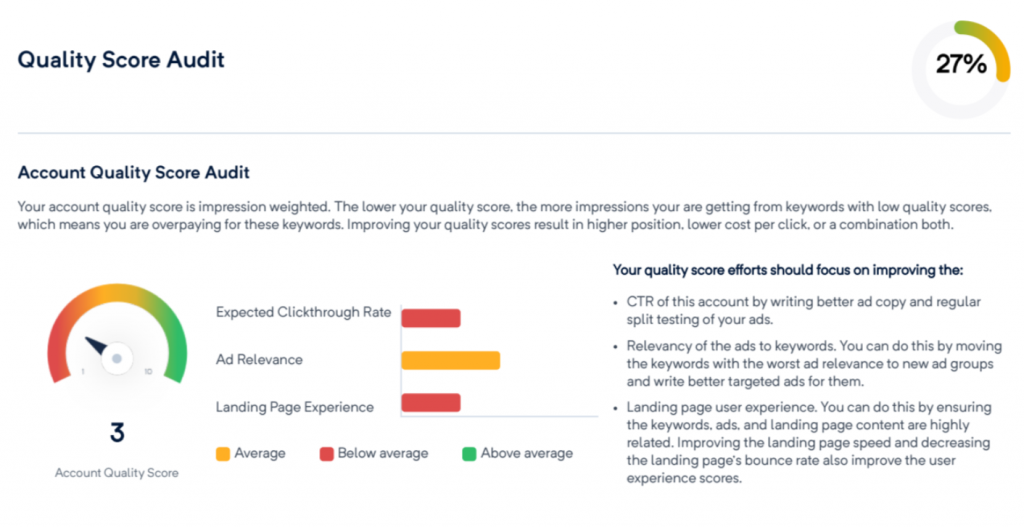 Quality Score Audit
27%
Account Quality Score Audit
Your account quality score is impression weighted. The lower your quality score, the more impressions your are getting from keywords with low quality scores,
which means you are overpaying for these keywords. Improving your quality scores result in higher position, lower cost per click, or a combination both.
1
10
3
Account Quality Score
Expected Clickthrough Rate
Ad Relevance
Landing Page Experience
Average
Below average
Above average
Your quality score efforts should focus on improving the:
• CTR of this account by writing better ad copy and regular
split testing of your ads.
• Relevancy of the ads to keywords. You can do this by moving
the keywords with the worst ad relevance to new ad groups
and write better targeted ads for them.
• Landing page user experience. You can do this by ensuring
the keywords, ads, and landing page content are highly
related. Improving the landing page speed and decreasing
the landing page's bounce rate also improve the user
experience scores.